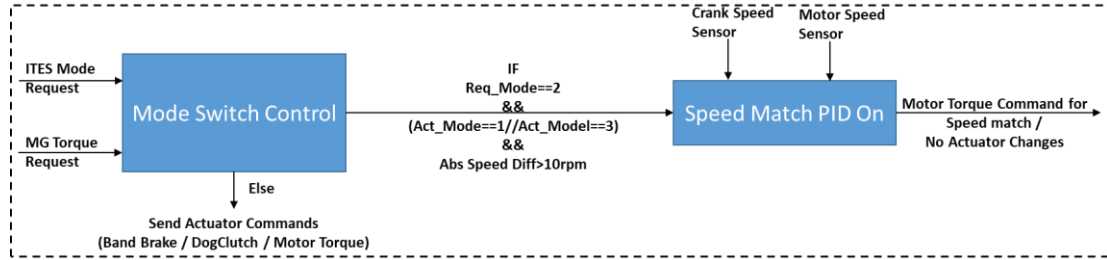 Crank Speed
Sensor
Motor Speed
Sensor
ITES Mode
Request
MG Torque
Request
Mode Switch Control
IF
Req_Mode==2
&&
(Act_Mode==1//Act_Model==3)
&&
Abs Speed Diff>10rpm
Speed Match PID On
Motor Torque Command for
Speed match /
No Actuator Changes
Else
Send Actuator Commands
(Band Brake / DogClutch / Motor Torque)